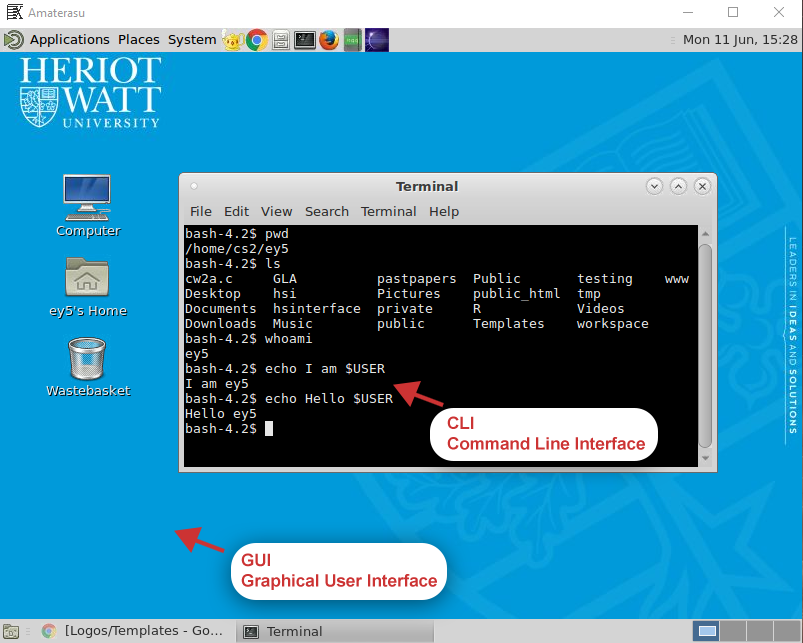 Amaterasu
Applications Places System
Mon 11 Jun, 15:28
HERIOT
WATT
UNIVERSITY
Computer
ey5's Home
Wastebasket
Terminal
File Edit View Search Terminal Help
bash-4.2$ pwd
/home/cs2/ey5
bash-4.2$ ls
cw2a.c GLA pastpapers Public testing www
Desktop hsi Pictures public_html tmp
Documents hsinterface private R Videos
Downloads Music public Templates workspace
bash-4.2$ whoami
ey5
bash-4.2$ echo I am $USER
I am ey5
bash-4.2$ echo Hello $USER
Hello ey5
bash-4.2$
CLI
Command Line Interface
GUI
Graphical User Interface
LEADERS IN IDEAS AND SOLUTIONS
[Logos/Templates - Go...
Terminal